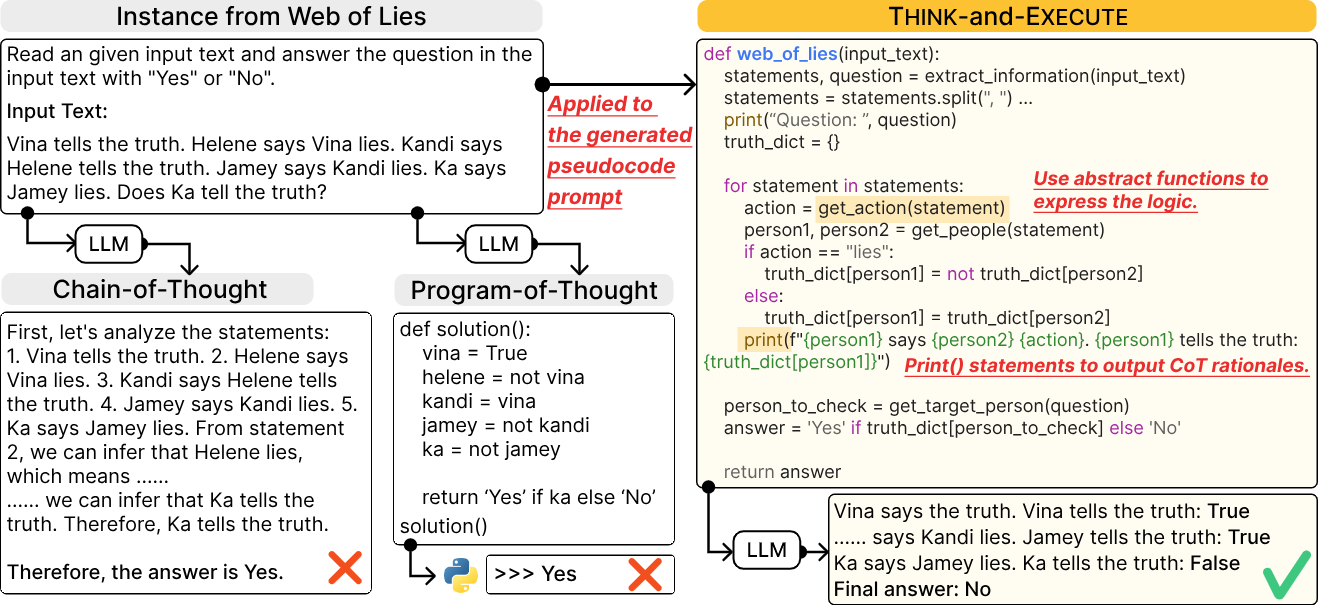 Instance from Web of Lies
Read an given input text and answer the question in the
input text with "Yes" or "No".
Input Text:
Vina tells the truth. Helene says Vina lies. Kandi says
Helene tells the truth. Jamey says Kandi lies. Ka says
Jamey lies. Does Ka tell the truth?
Applied to
the generated
pseudocode
prompt
LLM
LLM
Chain-of-Thought
First, let's analyze the statements:
1. Vina tells the truth. 2. Helene says
Vina lies. 3. Kandi says Helene tells
the truth. 4. Jamey says Kandi lies. 5.
Ka says Jamey lies. From statement
2, we can infer that Helene lies,
which means ......
...... we can infer that Ka tells the
truth. Therefore, Ka tells the truth.
Therefore, the answer is Yes.
Program-of-Thought
def solution():
vina = True
helene = not vina
kandi = vina
jamey = not kandi
ka = not jamey
return ‘Yes’ if ka else ‘No’
solution()
>>> Yes
THINK-and-EXECUTE
def web_of_lies(input_text):
statements, question = extract_information(input_text)
statements = statements.split(", ") ...
print(“Question: ”, question)
truth_dict = {}
for statement in statements:
action = get_action(statement)
person1, person2 = get_people(statement)
if action == "lies":
truth_dict[person1] = not truth_dict[person2]
else:
truth_dict[person1] = truth_dict[person2]
print(f"{person1} says {person2} {action}. {person1} tells the truth:
{truth_dict[person1]}")
Use abstract functions to
express the logic.
Print() statements to output CoT rationales.
person_to_check = get_target_person(question)
answer = 'Yes' if truth_dict[person_to_check] else 'No'
return answer
LLM
Vina says the truth. Vina tells the truth: True
...... says Kandi lies. Jamey tells the truth: True
Ka says Jamey lies. Ka tells the truth: False
Final answer: No